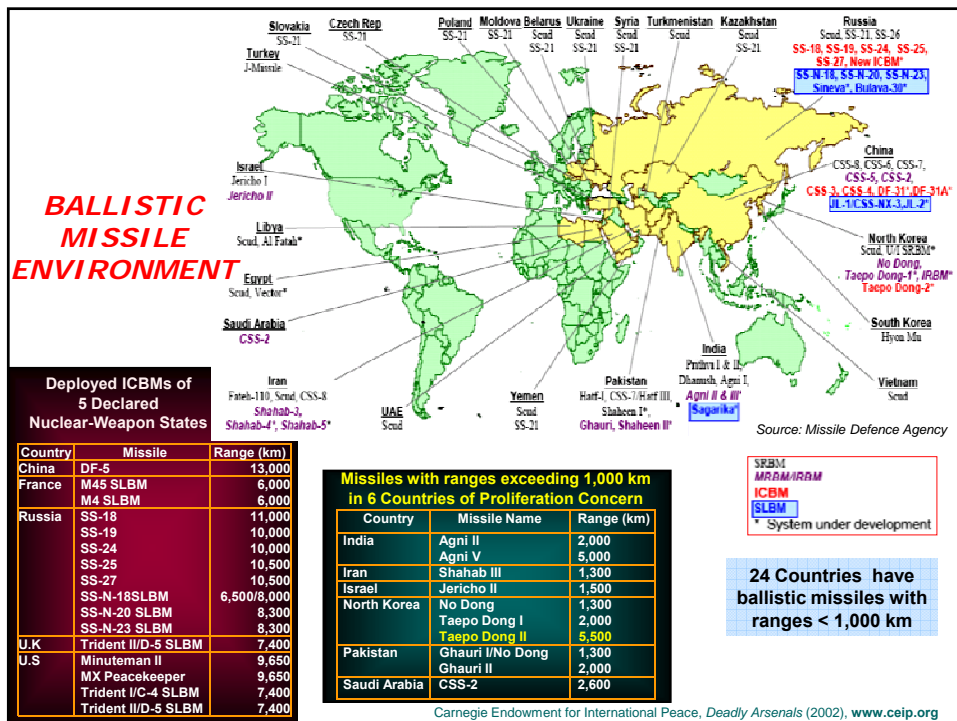 Slovakia
SS-21
Czech Rep
SS-21
Poland
SS-21
Moldova
SS-21
Belarus
Scud
SS-21
Ukraine
Scud
SS-21
Syria
Scud
SS-21
Turkmenistan
Scud
Kazakhstan
Scud
SS-21
Russia
Scud, SS-21, SS-26
SS-18, SS-19, SS-24, SS-25,
SS-27, New IICBM*
SS-N-18, SS-N-20, SS-N-23,
Sineva*, Bulava-30*
Turkey
J-Missile
China
CSS-8, CSS-6, CSS-7,
CSS-5, CSS-2,
CSS-3, CSS-4, DF-31*,DF-31A*
JL-1/CSS-NX-3,JL-2*
Israel
Jericho I
Jericho II
BALLISTIC
MISSILE
ENVIRONMENT
Libya
Scud, Al Fatah*
North Korea
Scud, U/I SRBM*
No Dong,
Taepo Dong-1*, IRBM*
Taepo Dong-2*
Egypt
Scud, Vector*
Saudi Arabia
CSS-2
South Korea
Hyon Mu
Iran
Fateh-110, Scud, CSS-8
Shahab-3,
Shahab-4*, Shahab-5*
UAE
Scud
Yemen
Scud
SS-21
Pakistan
Hatf-I, CSS-7/Hatf III,
Shaheen I*,
Ghauri, Shaheen II*
India
Prithvi I & II,
Dhanush, Agni I,
Agni II & III*
Sagarika*
Vietnam
Scud
Source: Missile Defence Agency
Deployed ICBMs of
5 Declared
Nuclear-Weapon States
Country Missile Range (km)
China DF-5 13,000
France M45 SLBM 6,000
M4 SLBM 6,000
Russia SS-18 11,000
SS-19 10,000
SS-24 10,000
SS-25 10,500
SS-27 10,500
SS-N-18SLBM 6,500/8,000
SS-N-20 SLBM 8,300
SS-N-23 SLBM 8,300
U.K Trident II/D-5 SLBM 7,400
U.S Minuteman II 9,650
MX Peacekeeper 9,650
Trident I/C-4 SLBM 7,400
Trident II/D-5 SLBM 7,400
Missiles with ranges exceeding 1,000 km
in 6 Countries of Proliferation Concern
Country Missile Name Range (km)
India Agni II 2,000
Agni V 5,000
Iran Shahab III 1,300
Israel Jericho II 1,500
North Korea No Dong 1,300
Taepo Dong I 2,000
Taepo Dong II 5,500
Pakistan Ghauri I/No Dong 1,300
Ghauri II 2,000
Saudi Arabia CSS-2 2,600
SRBM
MRBM/IRBM
ICBM
SLBM
* System under development
24 Countries have
ballistic missiles with
ranges < 1,000 km
Carnegie Endowment for International Peace, Deadly Arsenals (2002), www.ceip.org